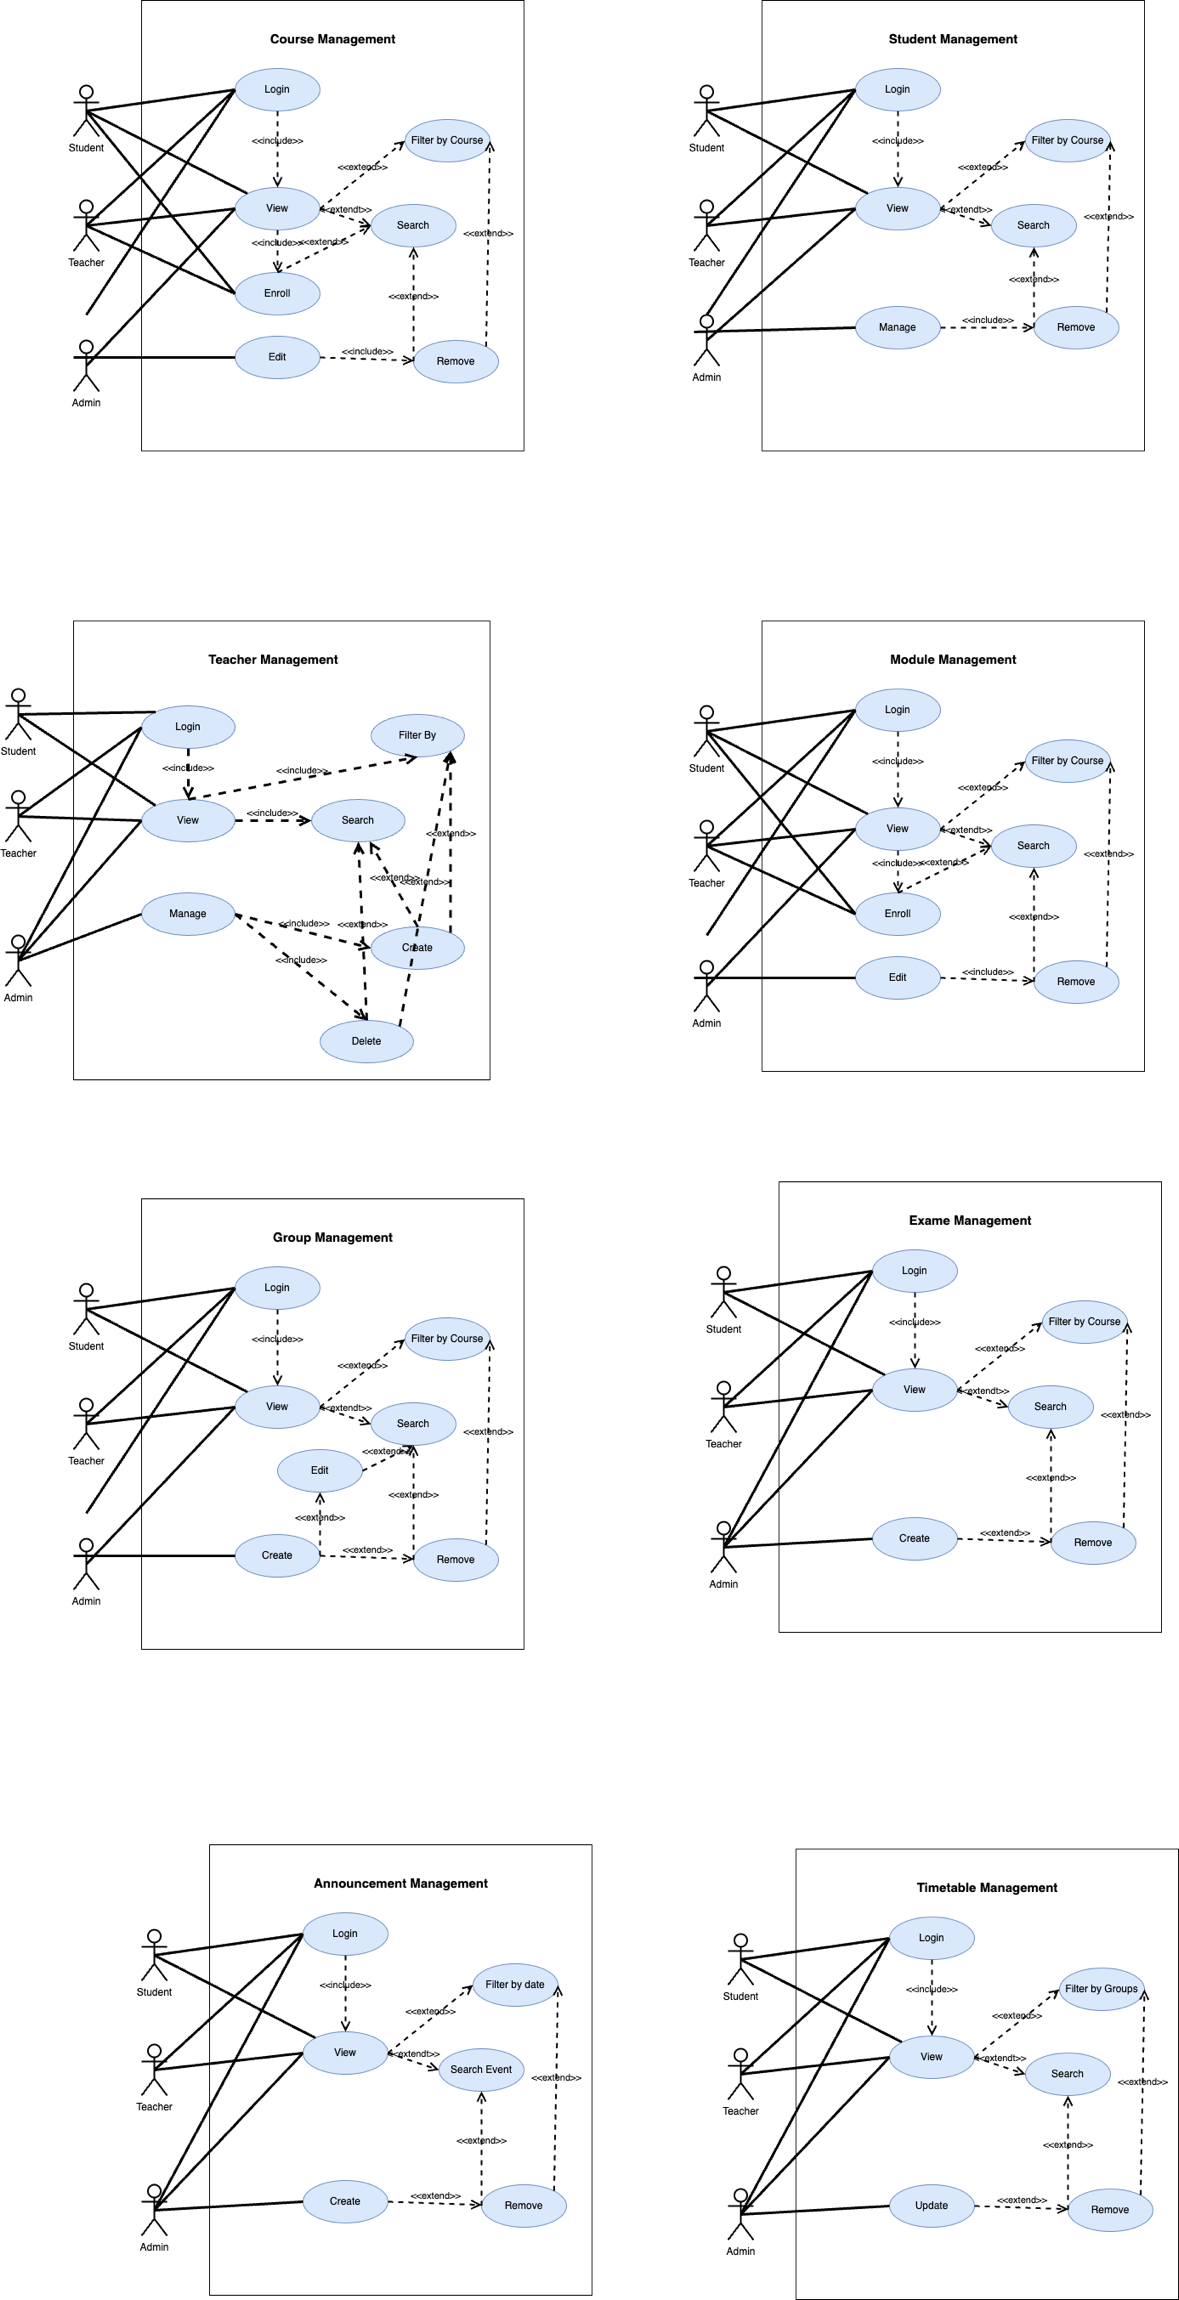 Course Management
Login
Student
<<include>>
Filter by Course
<<extend>>
View
<<extendt>>
Search
Teacher
<<include>>
<<extend>>
<<extend>>
Enroll
<<extend>>
Edit
<<include>>
Remove
Admin
Student Management
Login
Student
<<include>>
Filter by Course
<<extend>>
View
<<extendt>>
Search
<<extend>>
Teacher
<<extend>>
Manage
<<include>>
Remove
Admin
Teacher Management
Login
Student
Filter By
<<include>>
<<include>>
View
<<include>>
Search
<<extend>>
Teacher
<<extend>>
<<extend>>
Manage
<<include>>
<<extend>>
Create
<<include>>
Admin
Delete
Module Management
Login
Student
<<include>>
Filter by Course
<<extend>>
View
<<extendt>>
Search
<<extend>>
<<include>>
<<extend>>
Teacher
Enroll
<<extend>>
Edit
<<include>>
Remove
Admin
Group Management
Login
Student
<<include>>
Filter by Course
<<extend>>
View
<<extendt>>
Search
<<extend>>
Teacher
<<extend>>
Edit
<<extend>>
<<extend>>
Create
<<extend>>
Remove
Admin
Exame Management
Login
Student
<<include>>
Filter by Course
<<extend>>
View
<<extendt>>
Search
<<extend>>
Teacher
<<extend>>
Create
<<extend>>
Remove
Admin
Announcement Management
Login
Student
<<include>>
Filter by date
<<extend>>
View
<<extendt>>
Search Event
<<extend>>
Teacher
<<extend>>
Create
<<extend>>
Remove
Admin
Timetable Management
Login
Student
<<include>>
Filter by Groups
<<extend>>
View
<<extendt>>
Search
<<extend>>
Teacher
<<extend>>
Update
<<extend>>
Remove
Admin